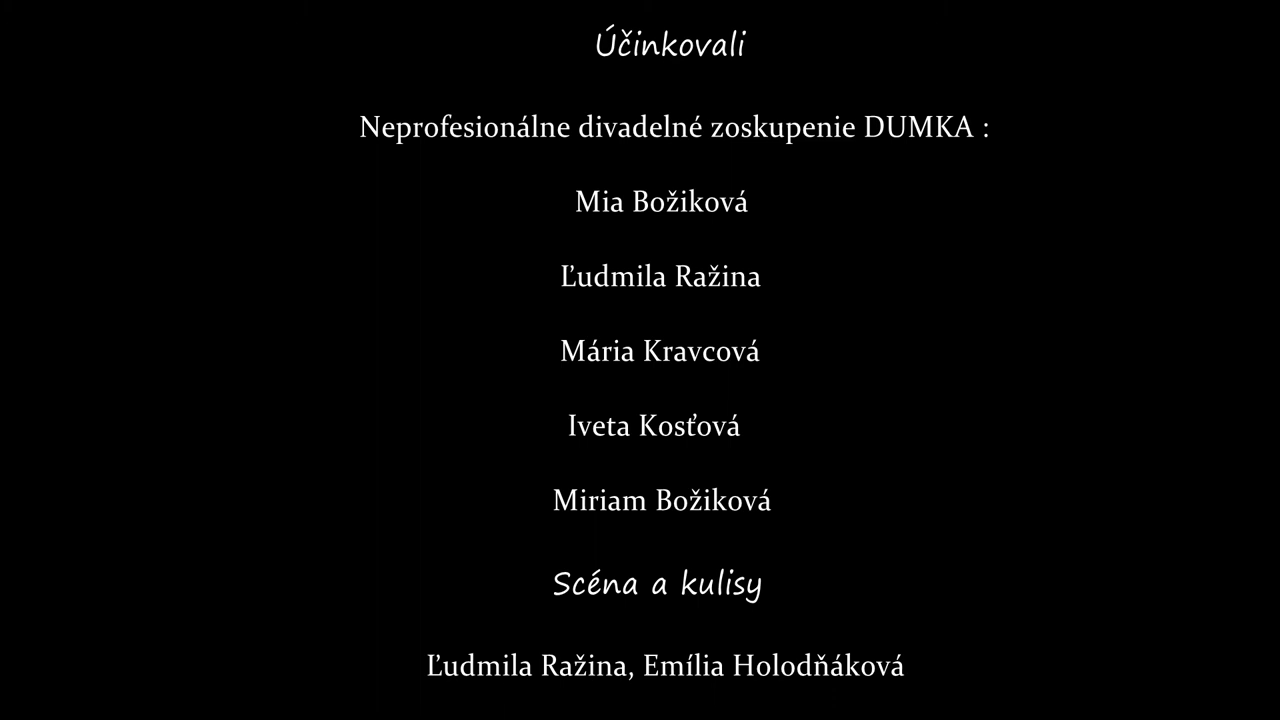 Účinkovali
Neprofesionálne divadelné zoskupenie DUMKA :
Mia Božiková
Ľudmila Ražina
Mária Kravcová
Iveta Kosťová
Miriam Božiková
Scéna a kulisy
Ľudmila Ražina, Emília Holodňáková